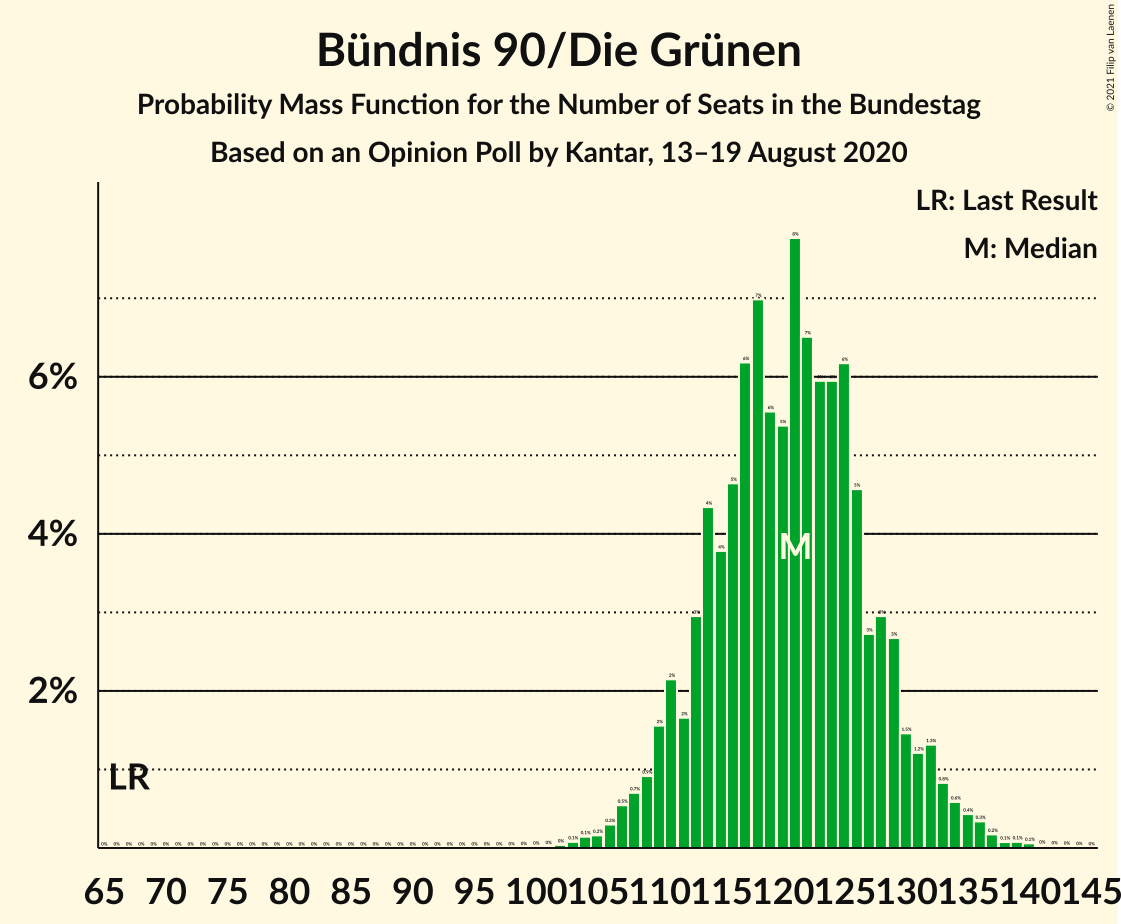 Bündnis 90/Die Grünen
Probability Mass Function for the Number of Seats in the Bundestag
Based on an Opinion Poll by Kantar, 13–19 August 2020
© 2021 Filip van Laenen
LR: Last Result
M: Median
6%
4%
2%
LR
M
65 70 75 80 85 90 95 100 105 110 115 120 125 130 135 140 145